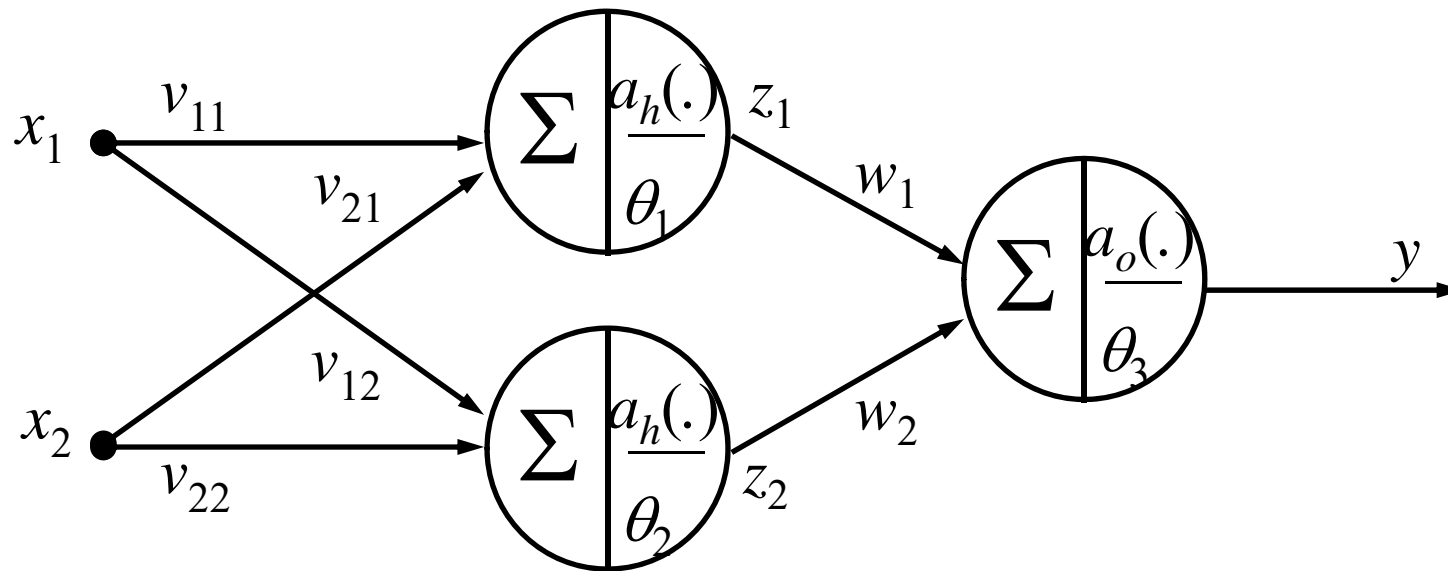 x₁
v₁₁
v₂₁
v₁₂
x₂
v₂₂
Σ
aₕ(.)
θ₁
z₁
Σ
aₕ(.)
θ₂
z₂
w₁
w₂
Σ
aₒ(.)
θ₃
y